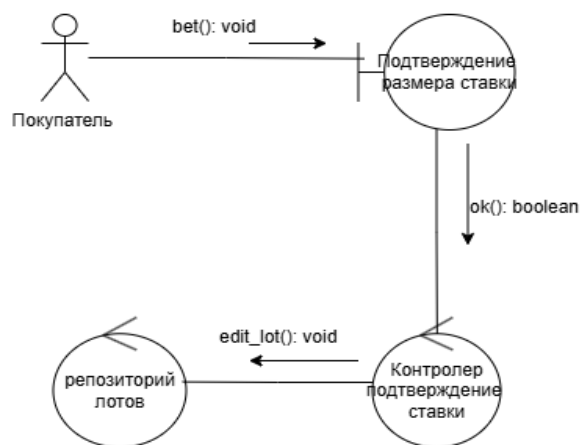 bet(): void
Покупатель
Подтверждение
размера ставки
ok(): boolean
edit_lot(): void
репозиторий
лотов
Контролер
подтверждение
ставки